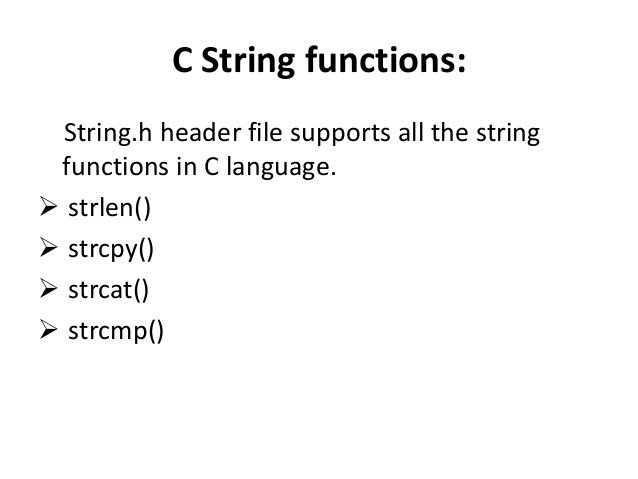 C String functions:
String.h header file supports all the string
functions in C language.
➢ strlen()
➢ strcpy()
➢ strcat()
➢ strcmp()